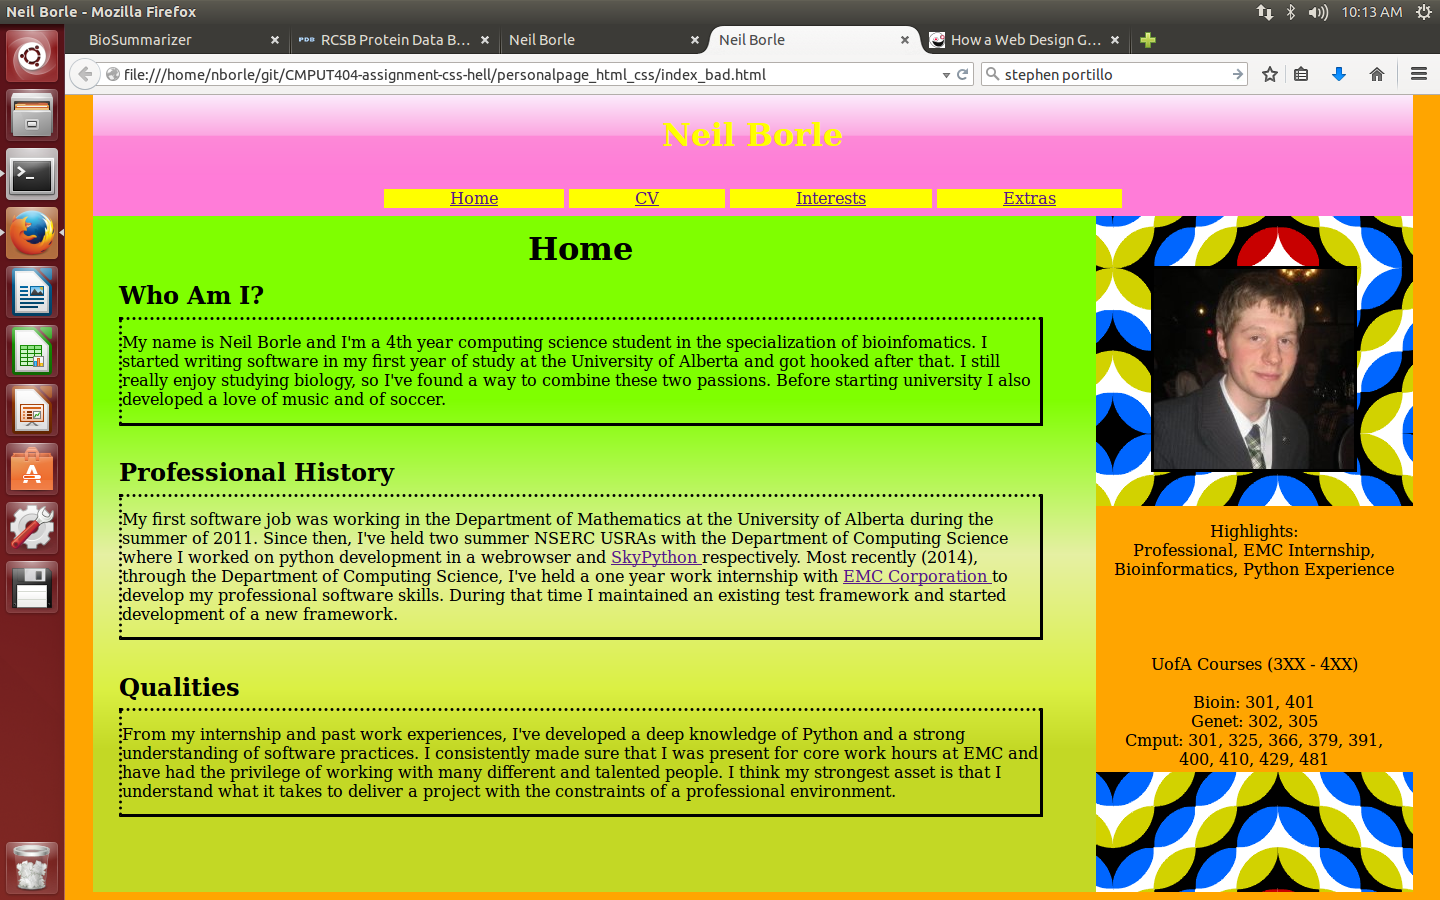 Neil Borle - Mozilla Firefox
10:13 AM
BioSummarizer
PDB RCSB Protein Data B...
Neil Borle
Neil Borle
How a Web Design G...
file:///home/nborle/git/CMPUT404-assignment-css-hell/personalpage_html_css/index_bad.html
stephen portillo
Neil Borle
Home CV Interests Extras
Home
Who Am I?
My name is Neil Borle and I'm a 4th year computing science student in the specialization of bioinfomatics. I
started writing software in my first year of study at the University of Alberta and got hooked after that. I still
really enjoy studying biology, so I've found a way to combine these two passions. Before starting university I also
developed a love of music and of soccer.
Professional History
My first software job was working in the Department of Mathematics at the University of Alberta during the
summer of 2011. Since then, I've held two summer NSERC USRAs with the Department of Computing Science
where I worked on python development in a webrowser and SkyPython respectively. Most recently (2014),
through the Department of Computing Science, I've held a one year work internship with EMC Corporation to
develop my professional software skills. During that time I maintained an existing test framework and started
development of a new framework.
Qualities
From my internship and past work experiences, I've developed a deep knowledge of Python and a strong
understanding of software practices. I consistently made sure that I was present for core work hours at EMC and
have had the privilege of working with many different and talented people. I think my strongest asset is that I
understand what it takes to deliver a project with the constraints of a professional environment.
Highlights:
Professional, EMC Internship,
Bioinformatics, Python Experience
UofA Courses (3XX - 4XX)
Bioin: 301, 401
Genet: 302, 305
Cmput: 301, 325, 366, 379, 391,
400, 410, 429, 481